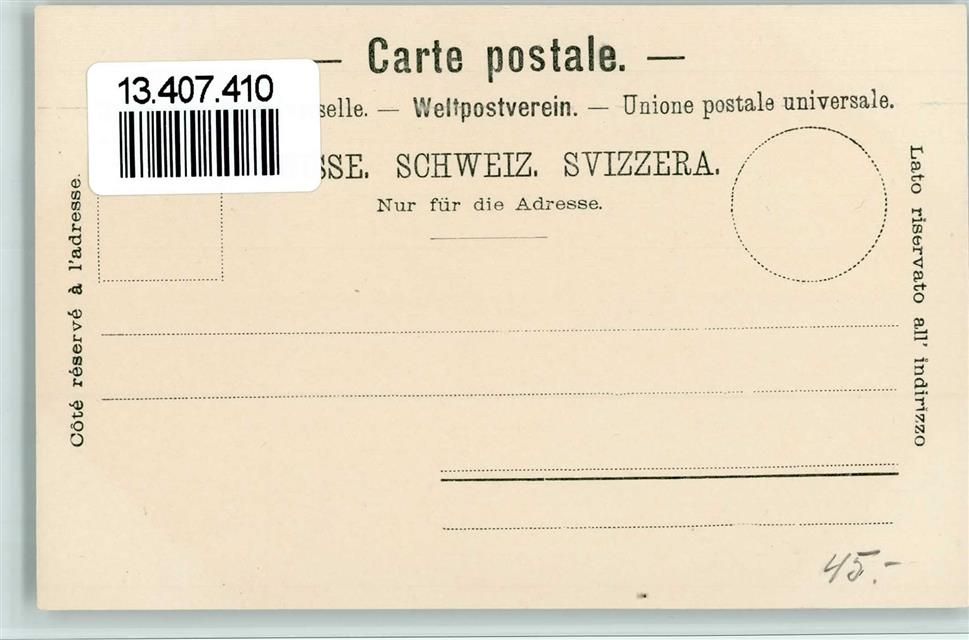 — Carte postale. —
13.407.410
selle. — Weltpostverein. — Unione postale universale.
SSE. SCHWEIZ. SVIZZERA.
Nur für die Adresse.
Côté réservé à l'adresse.
Lato riservato all' indirizzo
45.-